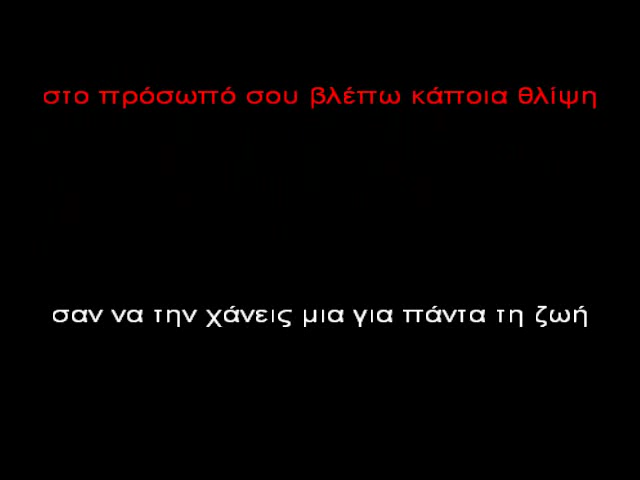 στο πρόσωπό σου βλέπω κάποια θλίψη
σαν να την χάνεις μια για πάντα τη ζωή